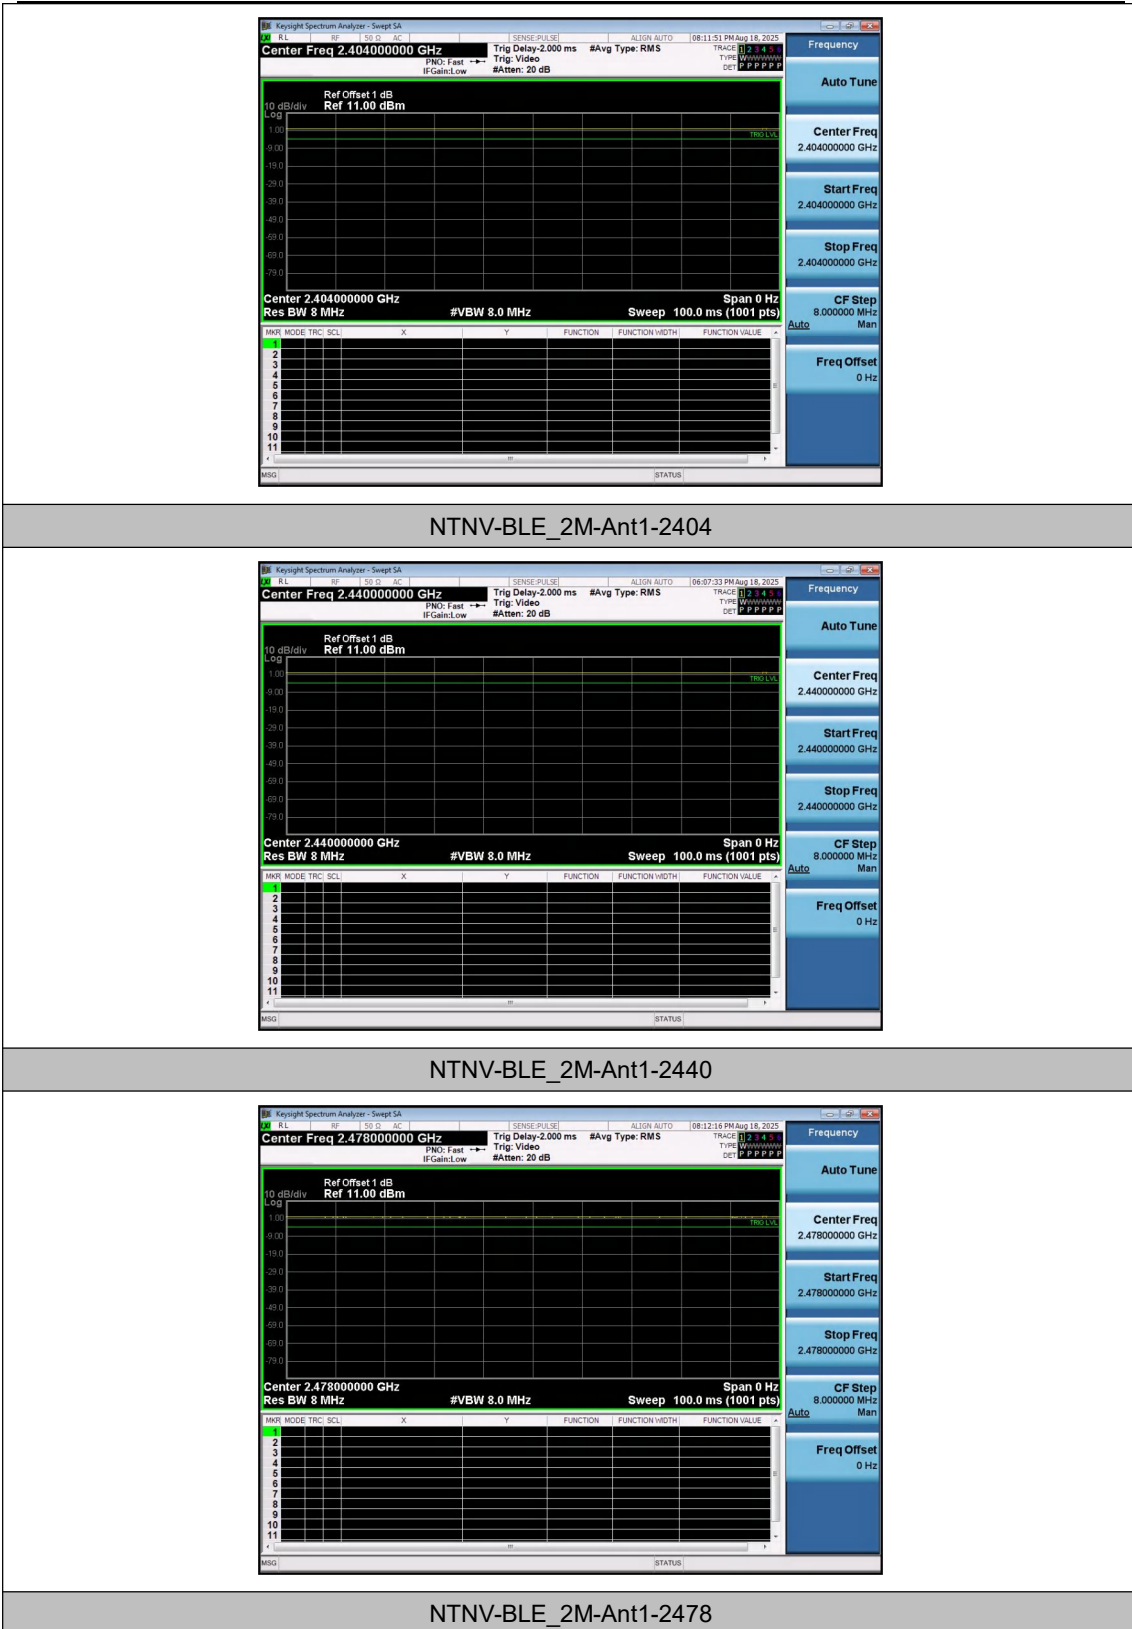 Keysight Spectrum Analyzer - Swept SA
RL RF 50 Ω AC SENSE:PULSE ALIGN AUTO 08:11:51 PM Aug 18, 2025
Center Freq 2.404000000 GHz Trig Delay-2.000 ms #Avg Type: RMS TRACE 1 2 3 4 5 6
PNO: Fast Trig: Video TYPE WWWWWW
IFGain:Low #Atten: 20 dB DET P P P P P P
Ref Offset 1 dB
10 dB/div Ref 11.00 dBm
Log
1.00
TRIG LVL
-9.00
-19.0
-29.0
-39.0
-49.0
-59.0
-69.0
-79.0
Center 2.404000000 GHz Span 0 Hz
Res BW 8 MHz #VBW 8.0 MHz Sweep 100.0 ms (1001 pts)
MKR MODE TRC SCL X Y FUNCTION FUNCTION WIDTH FUNCTION VALUE
1
2
3
4
5
6
7
8
9
10
11
MSG STATUS
Frequency
Auto Tune
Center Freq
2.404000000 GHz
Start Freq
2.404000000 GHz
Stop Freq
2.404000000 GHz
CF Step
8.000000 MHz
Auto Man
Freq Offset
0 Hz
NTNV-BLE_2M-Ant1-2404
Keysight Spectrum Analyzer - Swept SA
RL RF 50 Ω AC SENSE:PULSE ALIGN AUTO 06:07:33 PM Aug 18, 2025
Center Freq 2.440000000 GHz Trig Delay-2.000 ms #Avg Type: RMS TRACE 1 2 3 4 5 6
PNO: Fast Trig: Video TYPE WWWWWW
IFGain:Low #Atten: 20 dB DET P P P P P P
Ref Offset 1 dB
10 dB/div Ref 11.00 dBm
Log
1.00
TRIG LVL
-9.00
-19.0
-29.0
-39.0
-49.0
-59.0
-69.0
-79.0
Center 2.440000000 GHz Span 0 Hz
Res BW 8 MHz #VBW 8.0 MHz Sweep 100.0 ms (1001 pts)
MKR MODE TRC SCL X Y FUNCTION FUNCTION WIDTH FUNCTION VALUE
1
2
3
4
5
6
7
8
9
10
11
MSG STATUS
Frequency
Auto Tune
Center Freq
2.440000000 GHz
Start Freq
2.440000000 GHz
Stop Freq
2.440000000 GHz
CF Step
8.000000 MHz
Auto Man
Freq Offset
0 Hz
NTNV-BLE_2M-Ant1-2440
Keysight Spectrum Analyzer - Swept SA
RL RF 50 Ω AC SENSE:PULSE ALIGN AUTO 08:12:16 PM Aug 18, 2025
Center Freq 2.478000000 GHz Trig Delay-2.000 ms #Avg Type: RMS TRACE 1 2 3 4 5 6
PNO: Fast Trig: Video TYPE WWWWWW
IFGain:Low #Atten: 20 dB DET P P P P P P
Ref Offset 1 dB
10 dB/div Ref 11.00 dBm
Log
1.00
TRIG LVL
-9.00
-19.0
-29.0
-39.0
-49.0
-59.0
-69.0
-79.0
Center 2.478000000 GHz Span 0 Hz
Res BW 8 MHz #VBW 8.0 MHz Sweep 100.0 ms (1001 pts)
MKR MODE TRC SCL X Y FUNCTION FUNCTION WIDTH FUNCTION VALUE
1
2
3
4
5
6
7
8
9
10
11
MSG STATUS
Frequency
Auto Tune
Center Freq
2.478000000 GHz
Start Freq
2.478000000 GHz
Stop Freq
2.478000000 GHz
CF Step
8.000000 MHz
Auto Man
Freq Offset
0 Hz
NTNV-BLE_2M-Ant1-2478